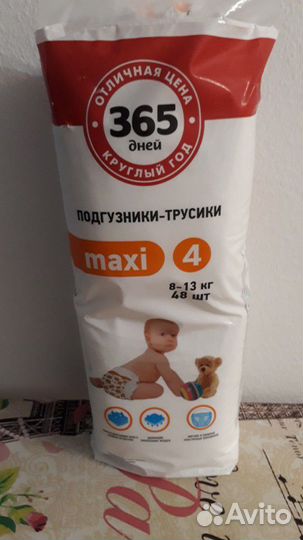 ОТЛИЧНАЯ ЦЕНА
365
дней
КРУГЛЫЙ ГОД
ПОДГУЗНИКИ-ТРУСИКИ
maxi 4
8-13 кг
48 шт
Avito